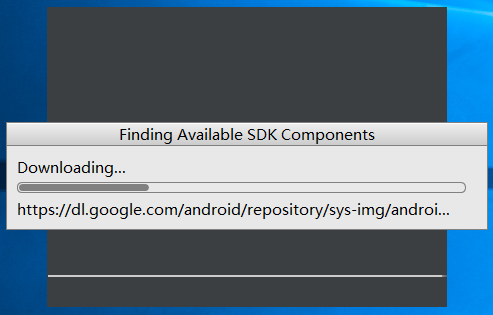 Finding Available SDK Components
Downloading...
https://dl.google.com/android/repository/sys-img/androi...